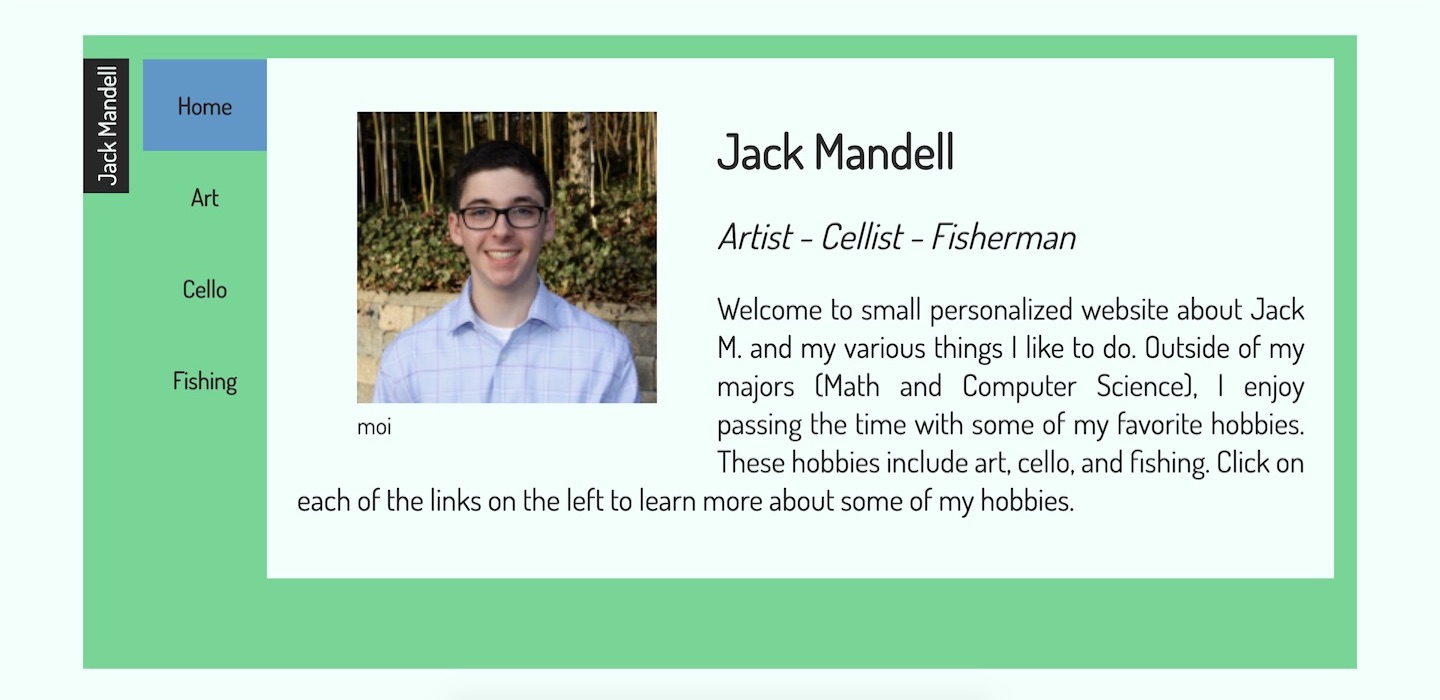 Jack Mandell
Home
Art
Cello
Fishing
moi
Jack Mandell
Artist - Cellist - Fisherman
Welcome to small personalized website about Jack
M. and my various things I like to do. Outside of my
majors (Math and Computer Science), I enjoy
passing the time with some of my favorite hobbies.
These hobbies include art, cello, and fishing. Click on
each of the links on the left to learn more about some of my hobbies.